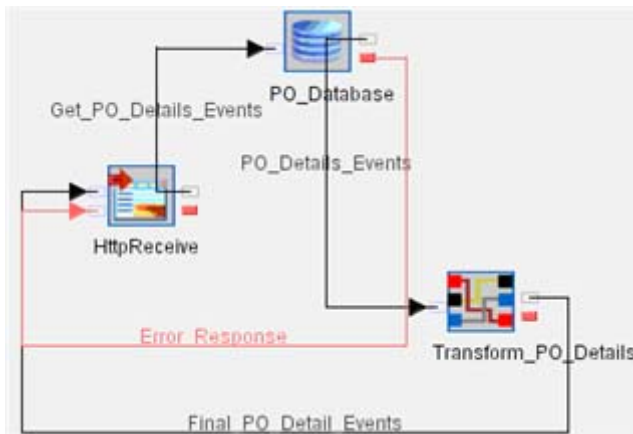 PO_Database
Get_PO_Details_Events
PO_Details_Events
HttpReceive
Error_Response
Transform_PO_Details
Final_PO_Detail_Events